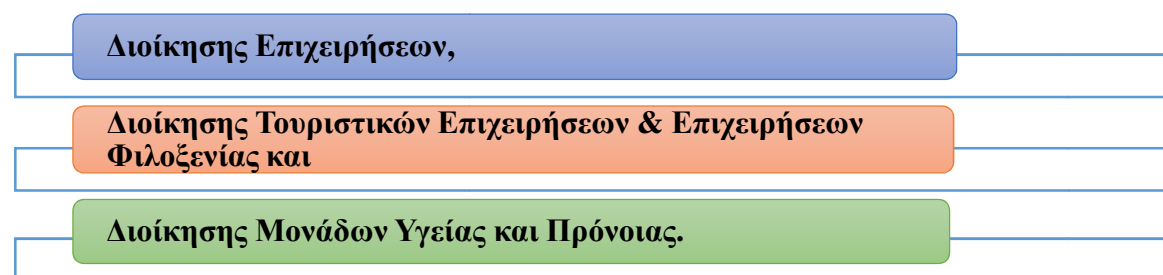 Διοίκησης Επιχειρήσεων,
Διοίκησης Τουριστικών Επιχειρήσεων & Επιχειρήσεων
Φιλοξενίας και
Διοίκησης Μονάδων Υγείας και Πρόνοιας.